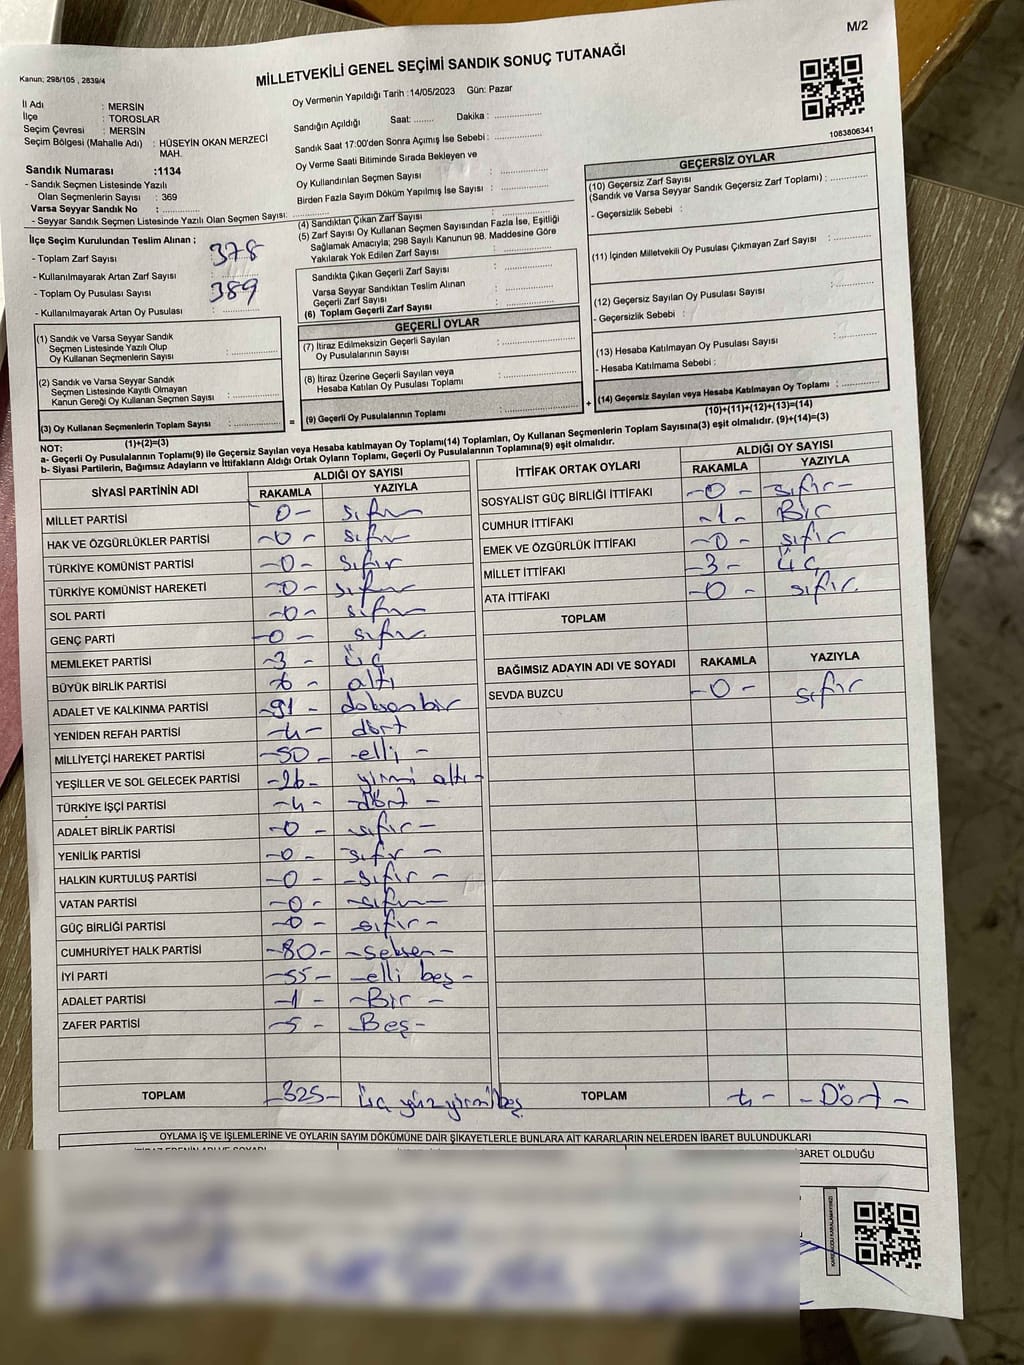 M/2
Kanun; 298/105 , 2839/4
MİLLETVEKİLİ GENEL SEÇİMİ SANDIK SONUÇ TUTANAĞI
İl Adı : MERSİN
İlçe : TOROSLAR
Seçim Çevresi : MERSİN
Seçim Bölgesi (Mahalle Adı) : HÜSEYİN OKAN MERZECİ
MAH.
Sandık Numarası :1134
- Sandık Seçmen Listesinde Yazılı
Olan Seçmenlerin Sayısı : 369
Varsa Seyyar Sandık No : ..............
- Seyyar Sandık Seçmen Listesinde Yazılı Olan Seçmen Sayısı: ..............
Oy Vermenin Yapıldığı Tarih :14/05/2023 Gün: Pazar
Sandığın Açıldığı Saat: ........ Dakika : ..............
Sandık Saat 17:00'den Sonra Açımış İse Sebebi : ..............
Oy Verme Saati Bitiminde Sırada Bekleyen ve
Oy Kullandırılan Seçmen Sayısı : ..............
Birden Fazla Sayım Döküm Yapılmış İse Sayısı : ..............
1083806341
İlçe Seçim Kurulundan Teslim Alınan ;
- Toplam Zarf Sayısı : 378
- Kullanılmayarak Artan Zarf Sayısı : ..............
- Toplam Oy Pusulası Sayısı : 389
- Kullanılmayarak Artan Oy Pusulası : ..............
(4) Sandıktan Çıkan Zarf Sayısı : ..............
(5) Zarf Sayısı Oy Kullanan Seçmen Sayısından Fazla İse, Eşitliği
Sağlamak Amacıyla; 298 Sayılı Kanunun 98. Maddesine Göre
Yakılarak Yok Edilen Zarf Sayısı : ..............
Sandıkta Çıkan Geçerli Zarf Sayısı : ..............
Varsa Seyyar Sandıktan Teslim Alınan
Geçerli Zarf Sayısı : ..............
(6) Toplam Geçerli Zarf Sayısı : ..............
GEÇERSİZ OYLAR
(10) Geçersiz Zarf Sayısı
(Sandık ve Varsa Seyyar Sandık Geçersiz Zarf Toplamı) : ..............
- Geçersizlik Sebebi :
(11) İçinden Milletvekili Oy Pusulası Çıkmayan Zarf Sayısı : ..............
(12) Geçersiz Sayılan Oy Pusulası Sayısı : ..............
- Geçersizlik Sebebi :
(13) Hesaba Katılmayan Oy Pusulası Sayısı : ..............
- Hesaba Katılmama Sebebi :
(14) Geçersiz Sayılan veya Hesaba Katılmayan Oy Toplamı : ..............
(10)+(11)+(12)+(13)=(14)
(1) Sandık ve Varsa Seyyar Sandık
Seçmen Listesinde Yazılı Olup
Oy Kullanan Seçmenlerin Sayısı : ..............
(2) Sandık ve Varsa Seyyar Sandık
Seçmen Listesinde Kayıtlı Olmayan
Kanun Gereği Oy Kullanan Seçmen Sayısı : ..............
(3) Oy Kullanan Seçmenlerin Toplam Sayısı : ..............
(1)+(2)=(3)
=
GEÇERLİ OYLAR
(7) İtiraz Edilmeksizin Geçerli Sayılan
Oy Pusulalarının Sayısı : ..............
(8) İtiraz Üzerine Geçerli Sayılan veya
Hesaba Katılan Oy Pusulası Toplamı : ..............
(9) Geçerli Oy Pusulalarının Toplamı : ..............
+
NOT:
a- Geçerli Oy Pusulalarının Toplamı(9) ile Geçersiz Sayılan veya Hesaba katılmayan Oy Toplamı(14) Toplamları, Oy Kullanan Seçmenlerin Toplam Sayısına(3) eşit olmalıdır. (9)+(14)=(3)
b- Siyasi Partilerin, Bağımsız Adayların ve İttifakların Aldığı Ortak Oyların Toplamı, Geçerli Oy Pusulalarının Toplamına(9) eşit olmalıdır.
SİYASİ PARTİNİN ADI ALDIĞI OY SAYISI
RAKAMLA YAZIYLA
MİLLET PARTİSİ 0- sıfır
HAK VE ÖZGÜRLÜKLER PARTİSİ -0- sıfır
TÜRKİYE KOMÜNİST PARTİSİ -0- sıfır
TÜRKİYE KOMÜNİST HAREKETİ -0- sıfır
SOL PARTİ -0- sıfır
GENÇ PARTİ -0- sıfır
MEMLEKET PARTİSİ -3- üç
BÜYÜK BİRLİK PARTİSİ 6- altı
ADALET VE KALKINMA PARTİSİ -91- doksanbir
YENİDEN REFAH PARTİSİ -4- dört
MİLLİYETÇİ HAREKET PARTİSİ -50- -elli-
YEŞİLLER VE SOL GELECEK PARTİSİ -26- yirmi altı-
TÜRKİYE İŞÇİ PARTİSİ -4- -dört-
ADALET BİRLİK PARTİSİ -0- -sıfır-
YENİLİK PARTİSİ -0- -sıfır-
HALKIN KURTULUŞ PARTİSİ -0- -sıfır-
VATAN PARTİSİ -0- -sıfır-
GÜÇ BİRLİĞİ PARTİSİ -0- -sıfır-
CUMHURİYET HALK PARTİSİ -80- -seksen-
İYİ PARTİ -55- -elli beş-
ADALET PARTİSİ -1- -Bir-
ZAFER PARTİSİ -5- Beş-
TOPLAM -325- üç yüz yirmi beş
İTTİFAK ORTAK OYLARI ALDIĞI OY SAYISI
RAKAMLA YAZIYLA
SOSYALİST GÜÇ BİRLİĞİ İTTİFAKI -0- -sıfır-
CUMHUR İTTİFAKI -1- Bir
EMEK VE ÖZGÜRLÜK İTTİFAKI -0- sıfır
MİLLET İTTİFAKI -3- üç
ATA İTTİFAKI -0- sıfır
TOPLAM
BAĞIMSIZ ADAYIN ADI VE SOYADI RAKAMLA YAZIYLA
SEVDA BUZCU -0- sıfır
TOPLAM 4- -Dört-
OYLAMA İŞ VE İŞLEMLERİNE VE OYLARIN SAYIM DÖKÜMÜNE DAİR ŞİKAYETLERLE BUNLARA AİT KARARLARIN NELERDEN İBARET BULUNDUKLARI
İBARET OLDUĞU